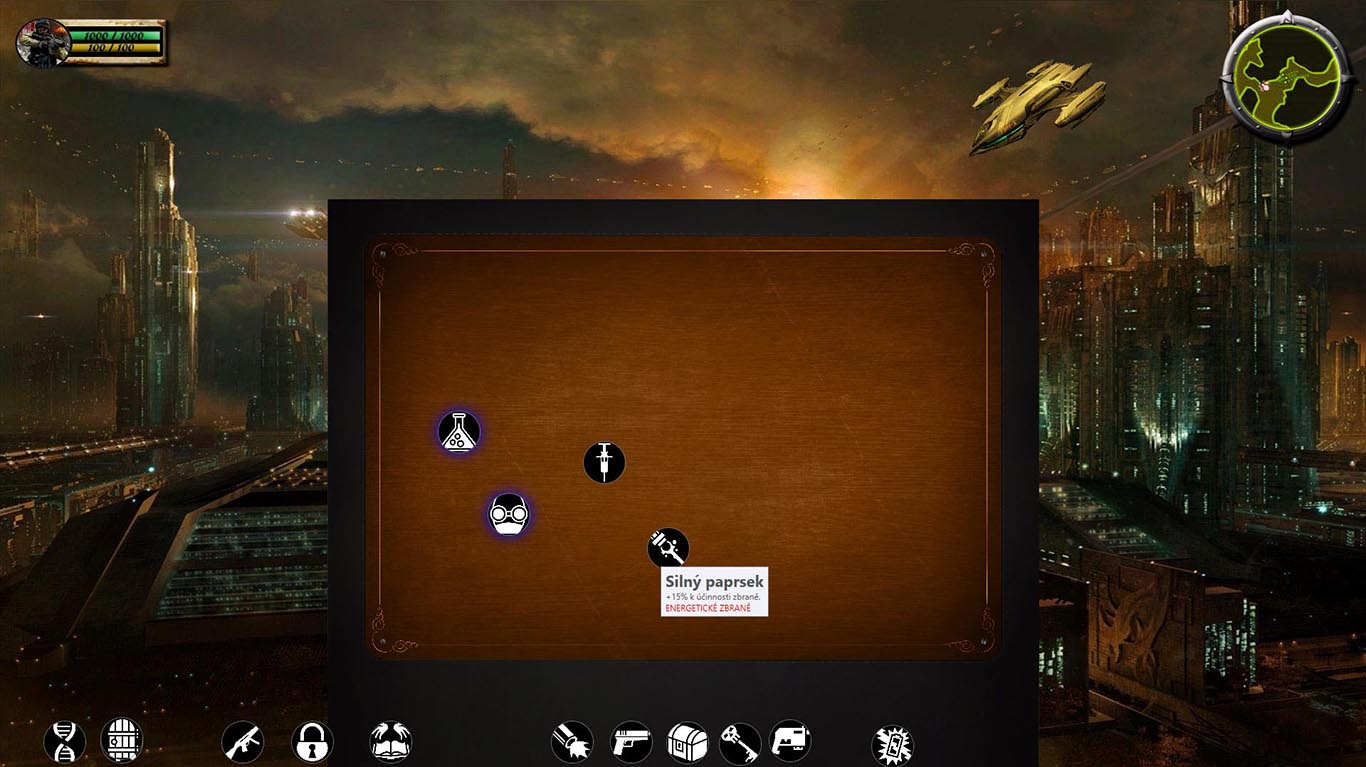 1000 / 1000
100 / 100
N
Silný paprsek
+15% k účinnosti zbraně.
ENERGETICKÉ ZBRANĚ